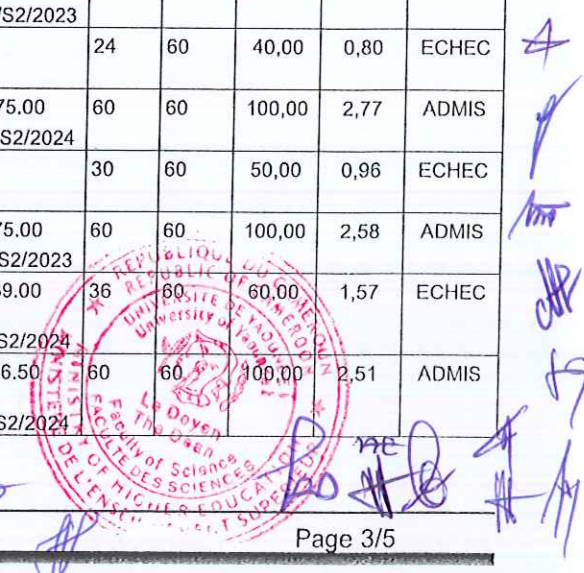 /S2/2023
24 60 40,00 0,80 ECHEC
75.00 60 60 100,00 2,77 ADMIS
S2/2024
30 60 50,00 0,96 ECHEC
75.00 60 60 100,00 2,58 ADMIS
S2/2023
9.00 36 60 60,00 1,57 ECHEC
S2/2024
6.50 60 60 100,00 2,51 ADMIS
S2/2024
REPUBLIQUE DU CAMEROUN
REPUBLIC OF CAMEROON
UNIVERSITE DE YAOUNDE I
University of Yaounde I
Le Doyen
The Dean
Faculty of Science
FACULTE DES SCIENCES
MINISTRY OF HIGHER EDUCATION
DE L'ENSEIGNEMENT
Page 3/5